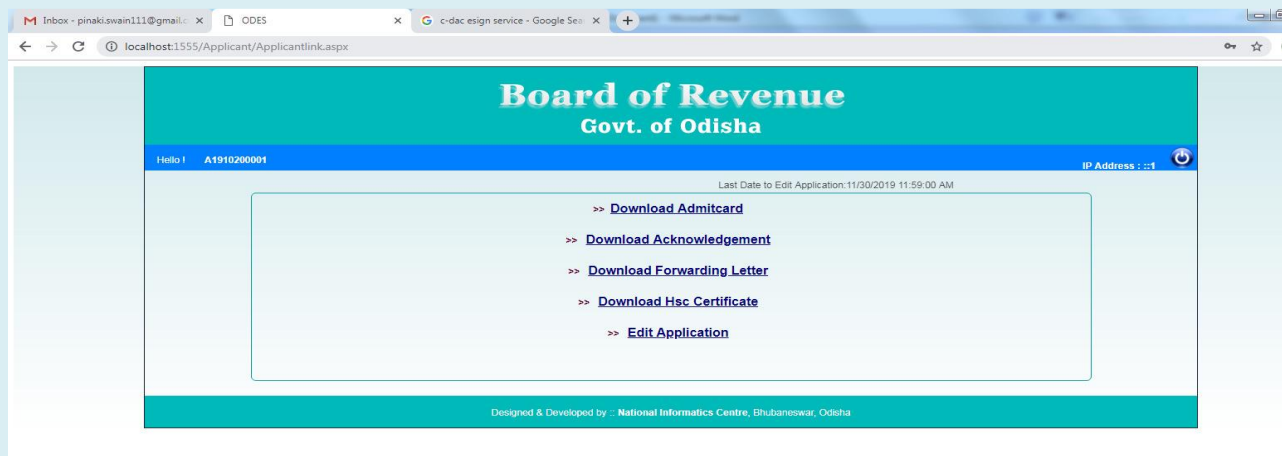 Inbox - pinaki.swain111@gmail.c
ODES
c-dac esign service - Google Sea
localhost:1555/Applicant/Applicantlink.aspx
Board of Revenue
Govt. of Odisha
Hello ! A1910200001
IP Address : ::1
Last Date to Edit Application:11/30/2019 11:59:00 AM
>> Download Admitcard
>> Download Acknowledgement
>> Download Forwarding Letter
>> Download Hsc Certificate
>> Edit Application
Designed & Developed by :: National Informatics Centre, Bhubaneswar, Odisha